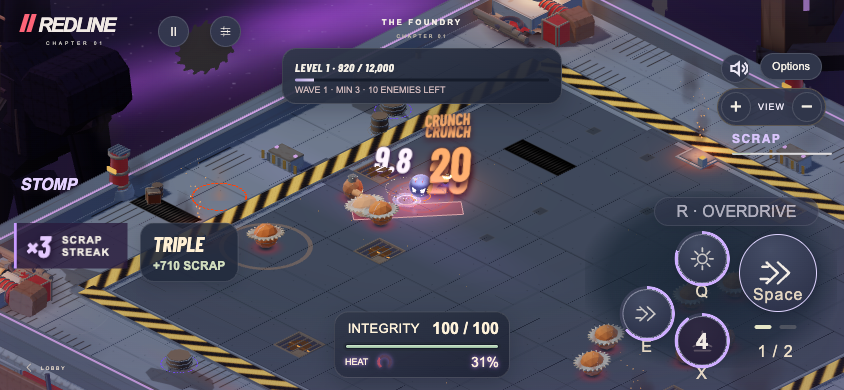 REDLINE
CHAPTER 01
THE FOUNDRY
CHAPTER 01
LEVEL 1 · 920 / 12,000
WAVE 1 · MIN 3 · 10 ENEMIES LEFT
Options
+ VIEW −
SCRAP
CRUNCH
CRUNCH
9.8
20
STOMP
×3 SCRAP STREAK
TRIPLE
+710 SCRAP
R · OVERDRIVE
Q
Space
E
4
X
1 / 2
INTEGRITY 100 / 100
HEAT 31%
LOBBY